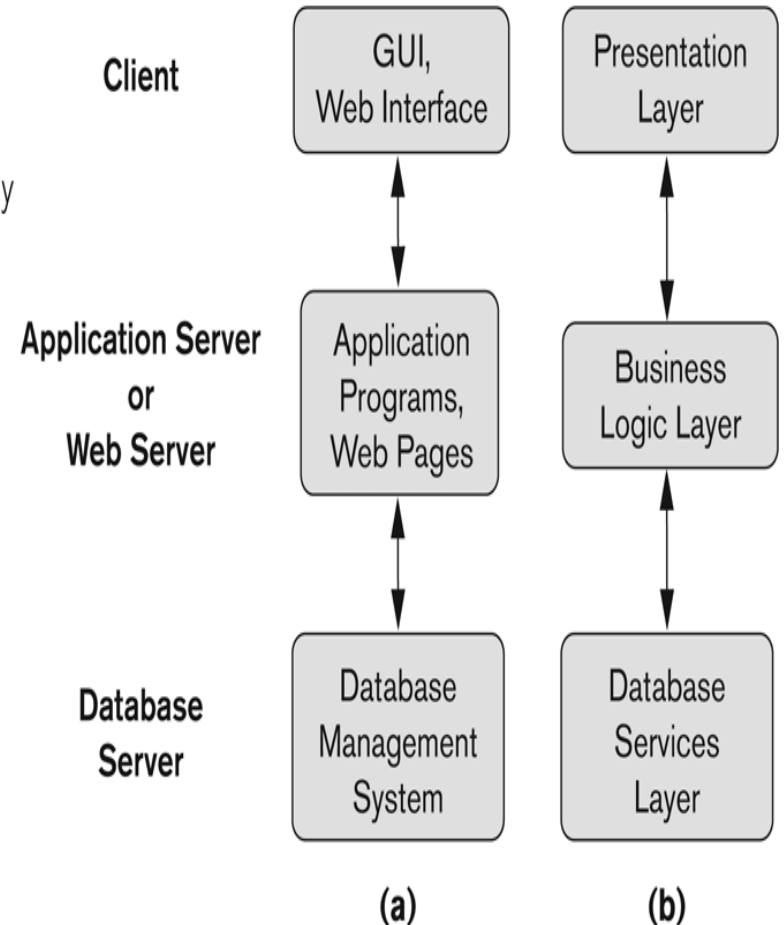 Client
GUI,
Web Interface
Presentation
Layer
y
Application Server
or
Web Server
Application
Programs,
Web Pages
Business
Logic Layer
Database
Server
Database
Management
System
Database
Services
Layer
(a)
(b)